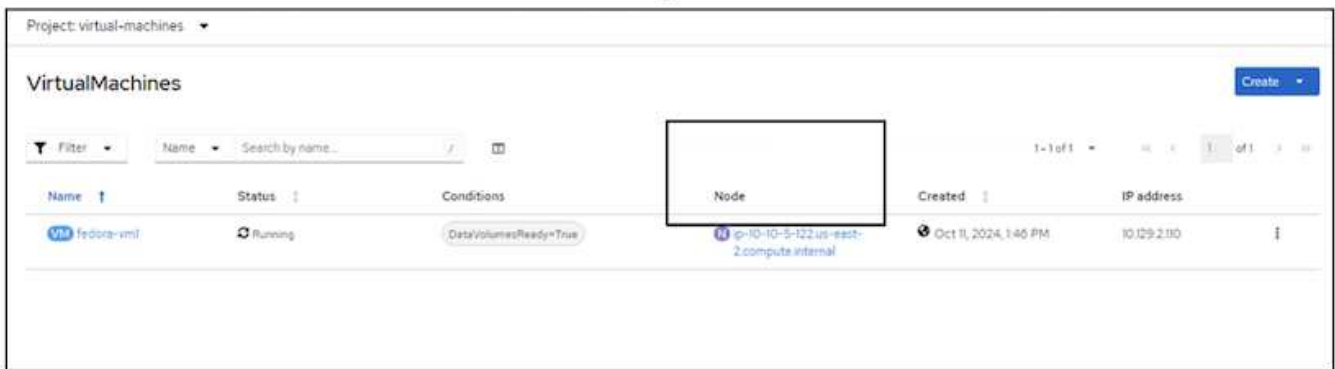 Project: virtual-machines
VirtualMachines
Create
Filter
Name
Search by name...
/
1-1 of 1
1 of 1
Name Status Conditions Node Created IP address
VM fedora-vm1 Running DataVolumesReady=True N ip-10-10-5-122.us-east- Oct 11, 2024, 1:46 PM 10.129.2.110
2.compute.internal